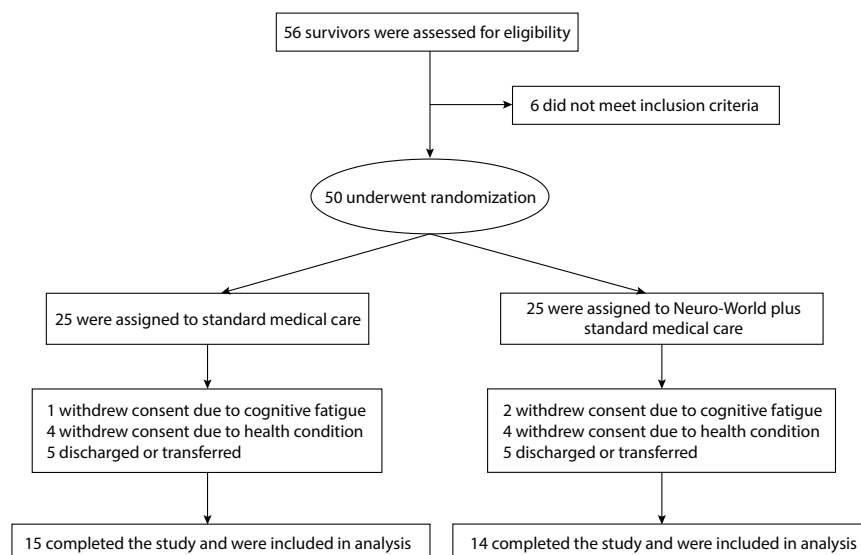 56 survivors were assessed for eligibility
6 did not meet inclusion criteria
50 underwent randomization
25 were assigned to standard medical care
25 were assigned to Neuro-World plus
standard medical care
1 withdrew consent due to cognitive fatigue
4 withdrew consent due to health condition
5 discharged or transferred
2 withdrew consent due to cognitive fatigue
4 withdrew consent due to health condition
5 discharged or transferred
15 completed the study and were included in analysis
14 completed the study and were included in analysis